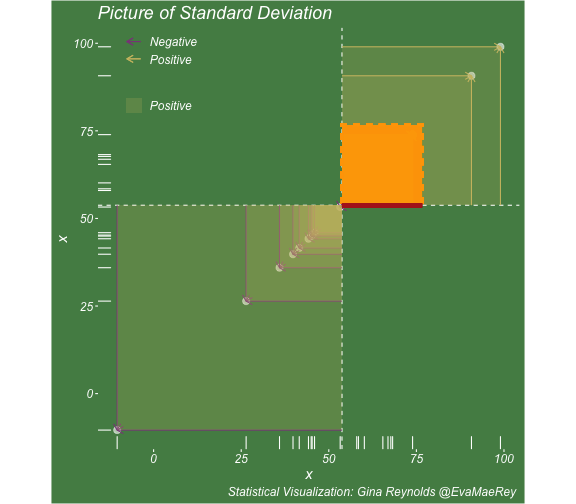 Picture of Standard Deviation
100
Negative
Positive
Positive
75
50
x
25
0
0 25 50 75 100
x
Statistical Visualization: Gina Reynolds @EvaMaeRey